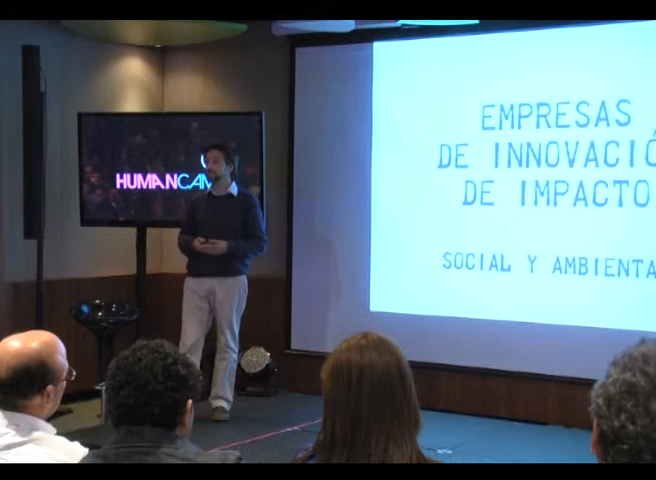 HUMANCAM
EMPRESAS
DE INNOVACIÓ
DE IMPACTO
SOCIAL Y AMBIENTA